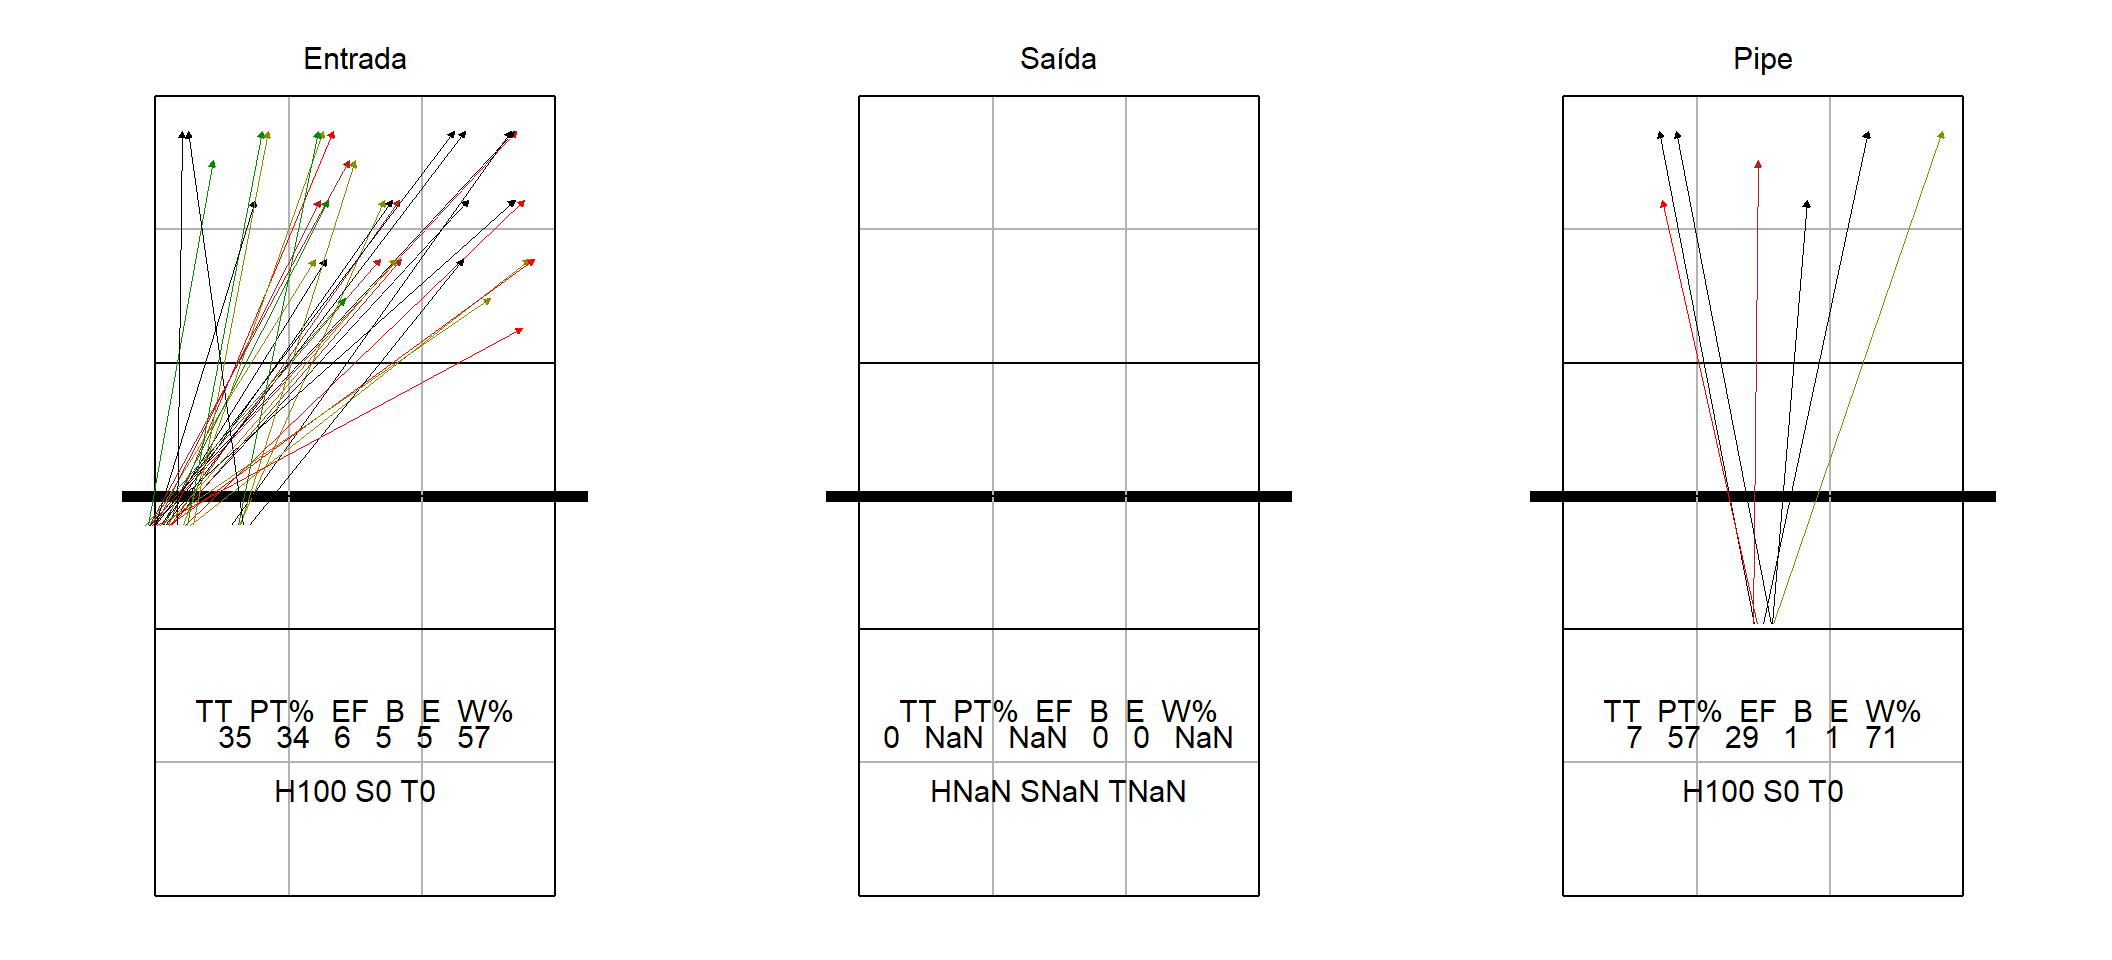 Entrada
TT PT% EF B E W%
35 34 6 5 5 57
H100 S0 T0
Saída
TT PT% EF B E W%
0 NaN NaN 0 0 NaN
HNaN SNaN TNaN
Pipe
TT PT% EF B E W%
7 57 29 1 1 71
H100 S0 T0